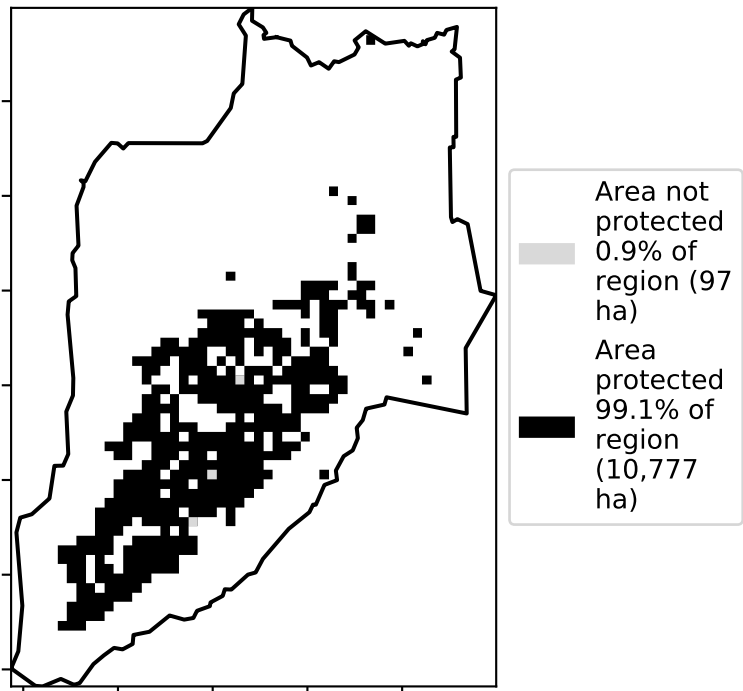 Area not
protected
0.9% of
region (97
ha)
Area
protected
99.1% of
region
(10,777
ha)